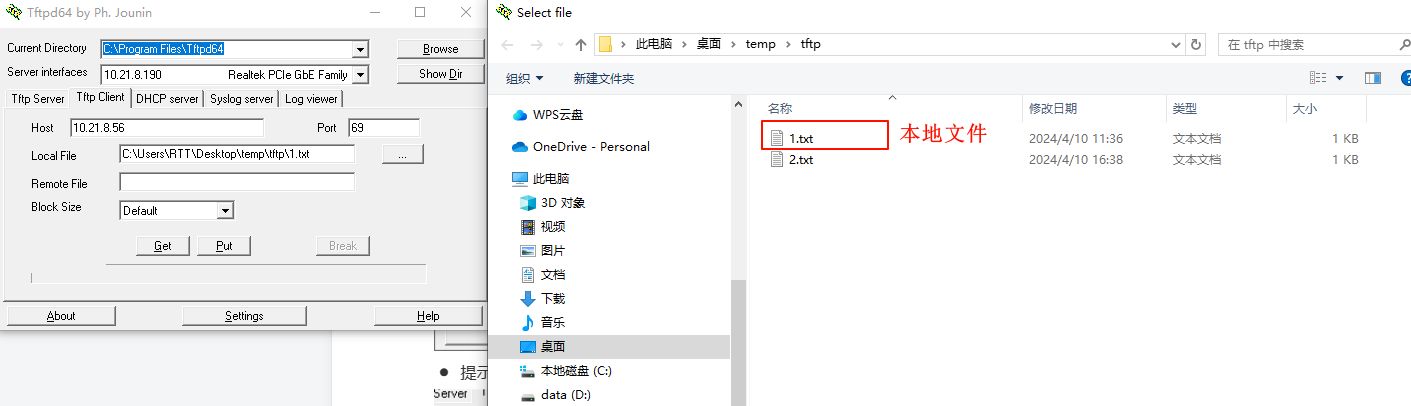 Tftpd64 by Ph. Jounin
Current Directory
C:\Program Files\Tftpd64
Browse
Server interfaces
10.21.8.190 Realtek PCIe GbE Family
Show Dir
Tftp Server Tftp Client DHCP server Syslog server Log viewer
Host 10.21.8.56 Port 69
Local File C:\Users\RTT\Desktop\temp\tftp\1.txt ...
Remote File
Block Size Default
Get Put Break
About Settings Help
提示
Server
Select file
此电脑 桌面 temp tftp
在 tftp 中搜索
组织 新建文件夹
WPS云盘
OneDrive - Personal
此电脑
3D 对象
视频
图片
文档
下载
音乐
桌面
本地磁盘 (C:)
data (D:)
名称 修改日期 类型 大小
1.txt 2024/4/10 11:36 文本文档 1 KB
本地文件
2.txt 2024/4/10 16:38 文本文档 1 KB